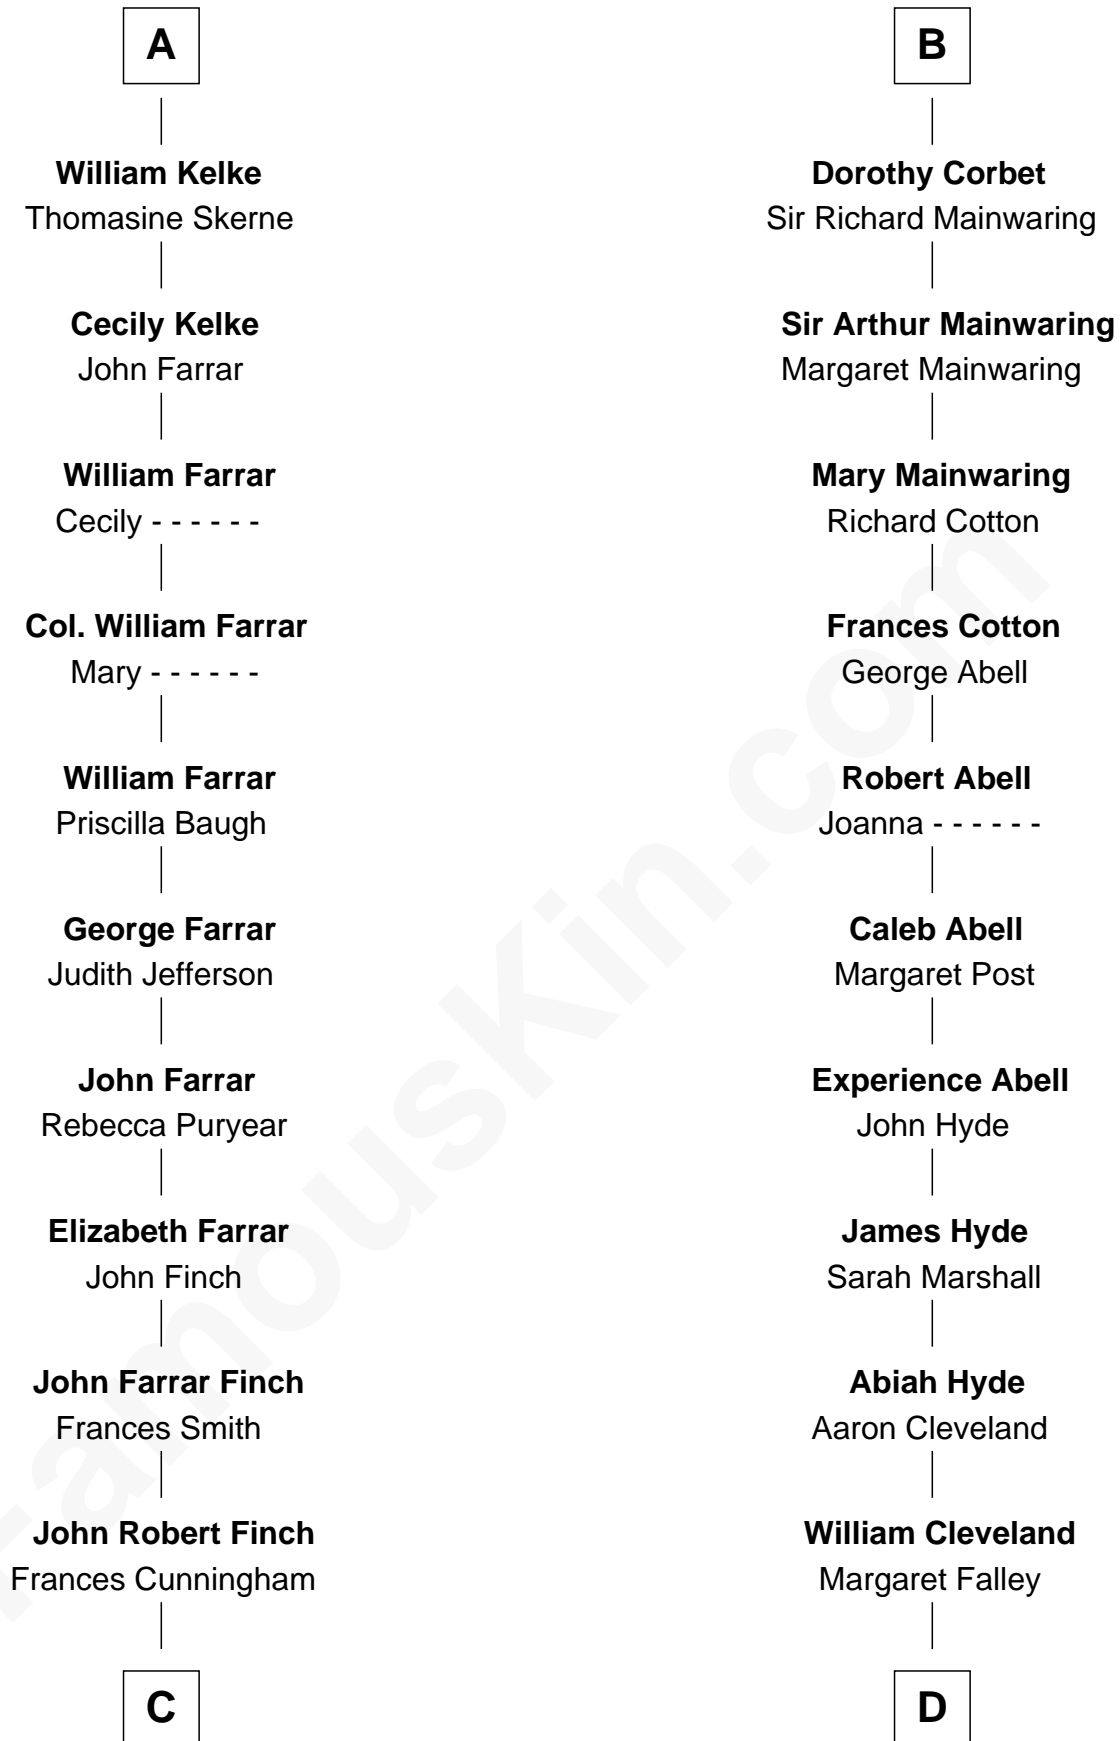 A
William Kelke
Thomasine Skerne
Cecily Kelke
John Farrar
William Farrar
Cecily - - - - - -
Col. William Farrar
Mary - - - - - -
William Farrar
Priscilla Baugh
George Farrar
Judith Jefferson
John Farrar
Rebecca Puryear
Elizabeth Farrar
John Finch
John Farrar Finch
Frances Smith
John Robert Finch
Frances Cunningham
C
B
Dorothy Corbet
Sir Richard Mainwaring
Sir Arthur Mainwaring
Margaret Mainwaring
Mary Mainwaring
Richard Cotton
Frances Cotton
George Abell
Robert Abell
Joanna - - - - - -
Caleb Abell
Margaret Post
Experience Abell
John Hyde
James Hyde
Sarah Marshall
Abiah Hyde
Aaron Cleveland
William Cleveland
Margaret Falley
D
FamousKin.com